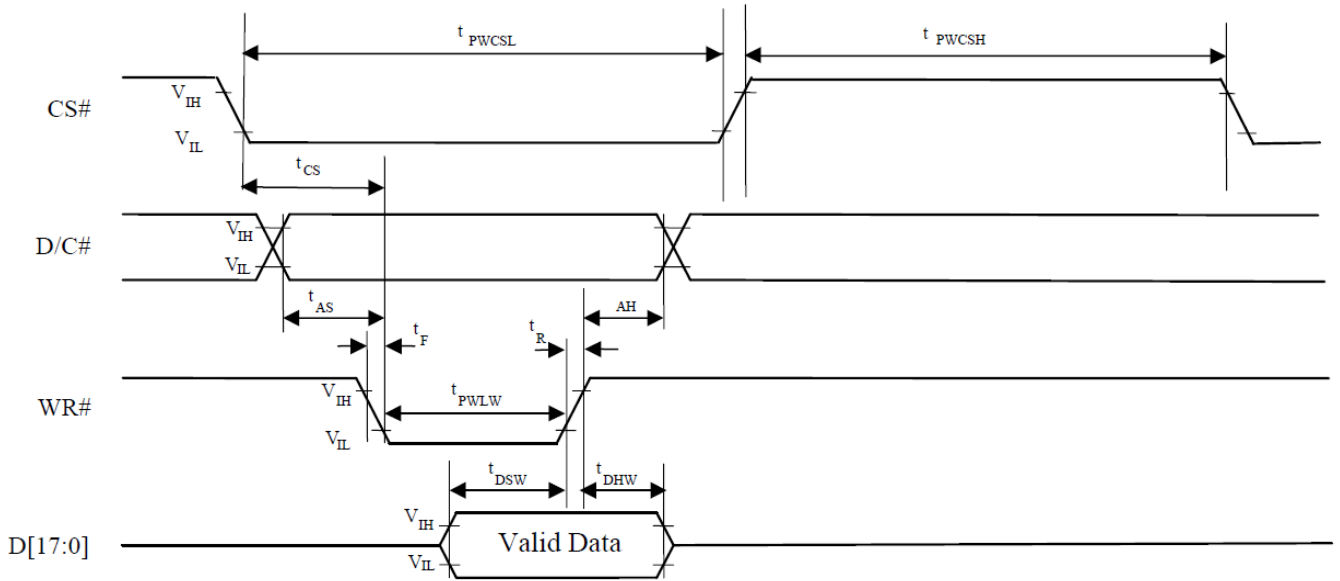 t PWCSL
t PWCSH
CS#
V IH
V IL
t CS
D/C#
V IH
V IL
t AS
AH
t F
t R
WR#
V IH
V IL
t PWLW
t DSW
t DHW
D[17:0]
V IH
V IL
Valid Data